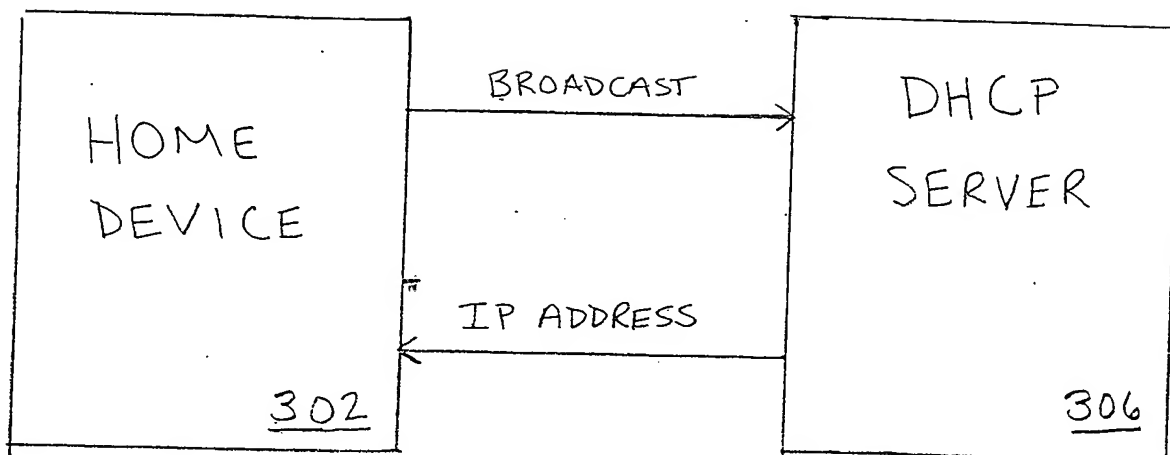 HOME
DEVICE
302
BROADCAST
IP ADDRESS
DHCP
SERVER
306